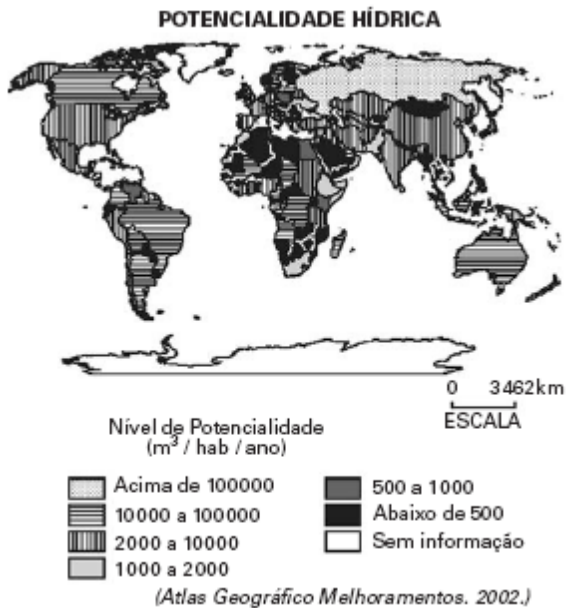 POTENCIALIDADE HÍDRICA
0 3462km
ESCALA
Nível de Potencialidade
(m³ / hab / ano)
Acima de 100000
10000 a 100000
2000 a 10000
1000 a 2000
500 a 1000
Abaixo de 500
Sem informação
(Atlas Geográfico Melhoramentos. 2002.)